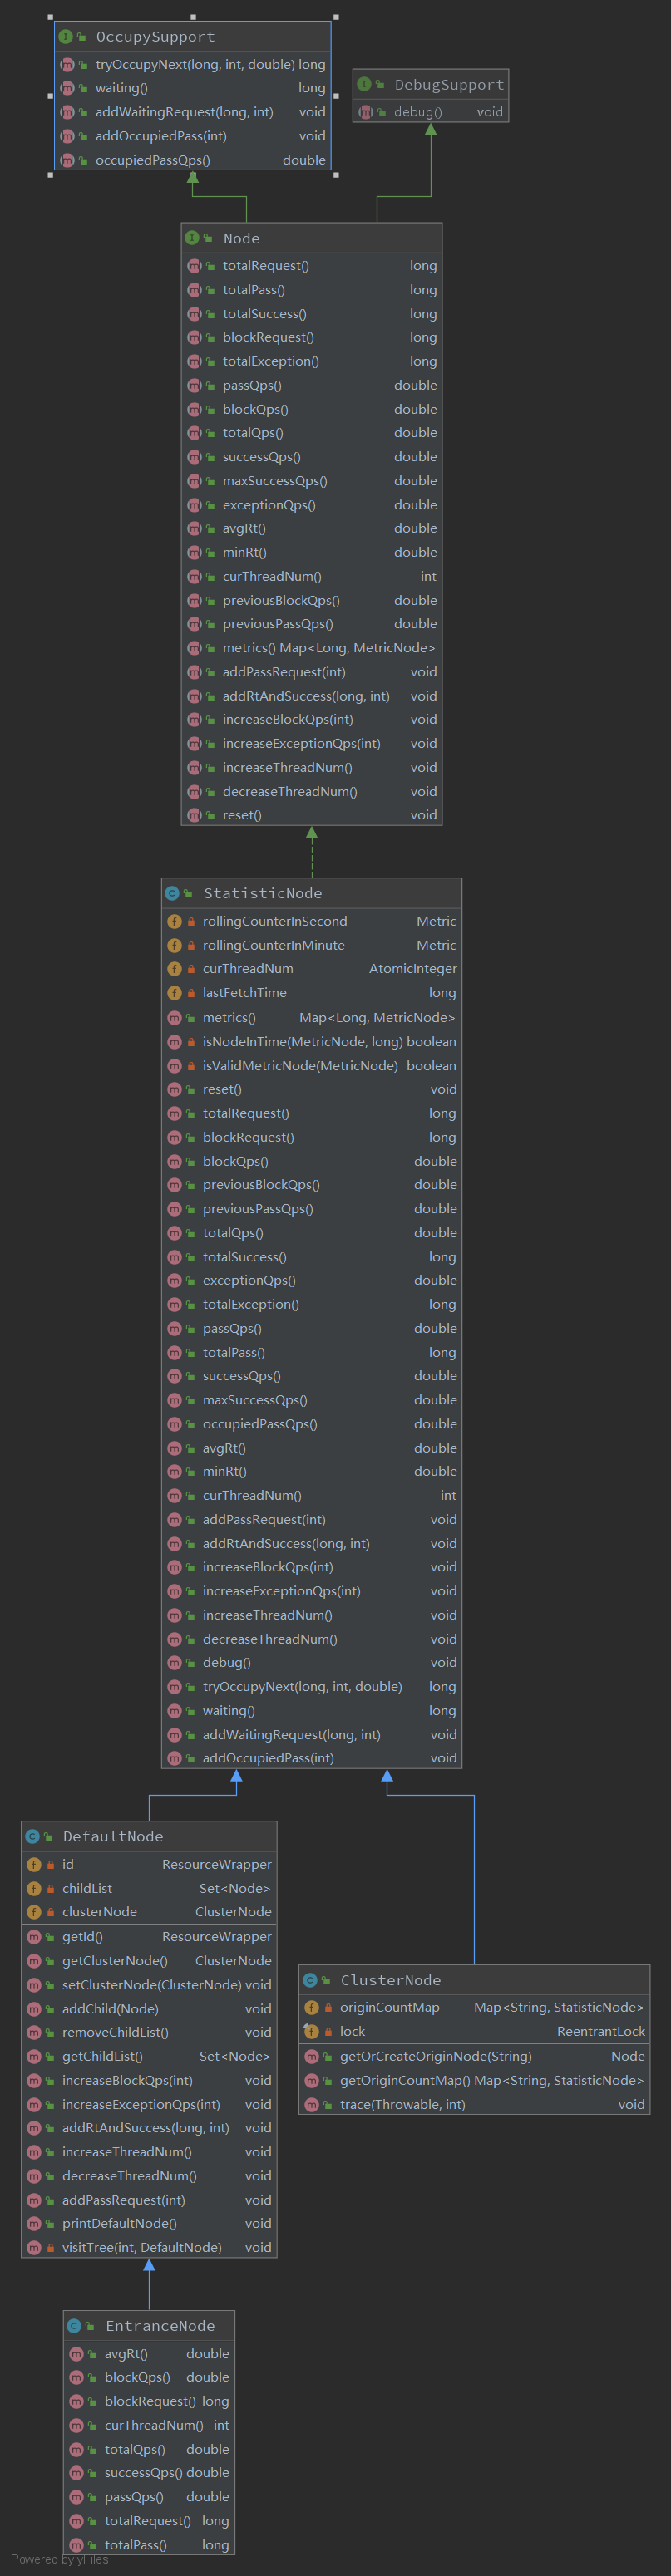 OccupySupport
tryOccupyNext(long, int, double) long
waiting() long
addWaitingRequest(long, int) void
addOccupiedPass(int) void
occupiedPassQps() double
DebugSupport
debug() void
Node
totalRequest() long
totalPass() long
totalSuccess() long
blockRequest() long
totalException() long
passQps() double
blockQps() double
totalQps() double
successQps() double
maxSuccessQps() double
exceptionQps() double
avgRt() double
minRt() double
curThreadNum() int
previousBlockQps() double
previousPassQps() double
metrics() Map<Long, MetricNode>
addPassRequest(int) void
addRtAndSuccess(long, int) void
increaseBlockQps(int) void
increaseExceptionQps(int) void
increaseThreadNum() void
decreaseThreadNum() void
reset() void
StatisticNode
rollingCounterInSecond Metric
rollingCounterInMinute Metric
curThreadNum AtomicInteger
lastFetchTime long
metrics() Map<Long, MetricNode>
isNodeInTime(MetricNode, long) boolean
isValidMetricNode(MetricNode) boolean
reset() void
totalRequest() long
blockRequest() long
blockQps() double
previousBlockQps() double
previousPassQps() double
totalQps() double
totalSuccess() long
exceptionQps() double
totalException() long
passQps() double
totalPass() long
successQps() double
maxSuccessQps() double
occupiedPassQps() double
avgRt() double
minRt() double
curThreadNum() int
addPassRequest(int) void
addRtAndSuccess(long, int) void
increaseBlockQps(int) void
increaseExceptionQps(int) void
increaseThreadNum() void
decreaseThreadNum() void
debug() void
tryOccupyNext(long, int, double) long
waiting() long
addWaitingRequest(long, int) void
addOccupiedPass(int) void
DefaultNode
id ResourceWrapper
childList Set<Node>
clusterNode ClusterNode
getId() ResourceWrapper
getClusterNode() ClusterNode
setClusterNode(ClusterNode) void
addChild(Node) void
removeChildList() void
getChildList() Set<Node>
increaseBlockQps(int) void
increaseExceptionQps(int) void
addRtAndSuccess(long, int) void
increaseThreadNum() void
decreaseThreadNum() void
addPassRequest(int) void
printDefaultNode() void
visitTree(int, DefaultNode) void
ClusterNode
originCountMap Map<String, StatisticNode>
lock ReentrantLock
getOrCreateOriginNode(String) Node
getOriginCountMap() Map<String, StatisticNode>
trace(Throwable, int) void
EntranceNode
avgRt() double
blockQps() double
blockRequest() long
curThreadNum() int
totalQps() double
successQps() double
passQps() double
totalRequest() long
totalPass() long
Powered by yFiles